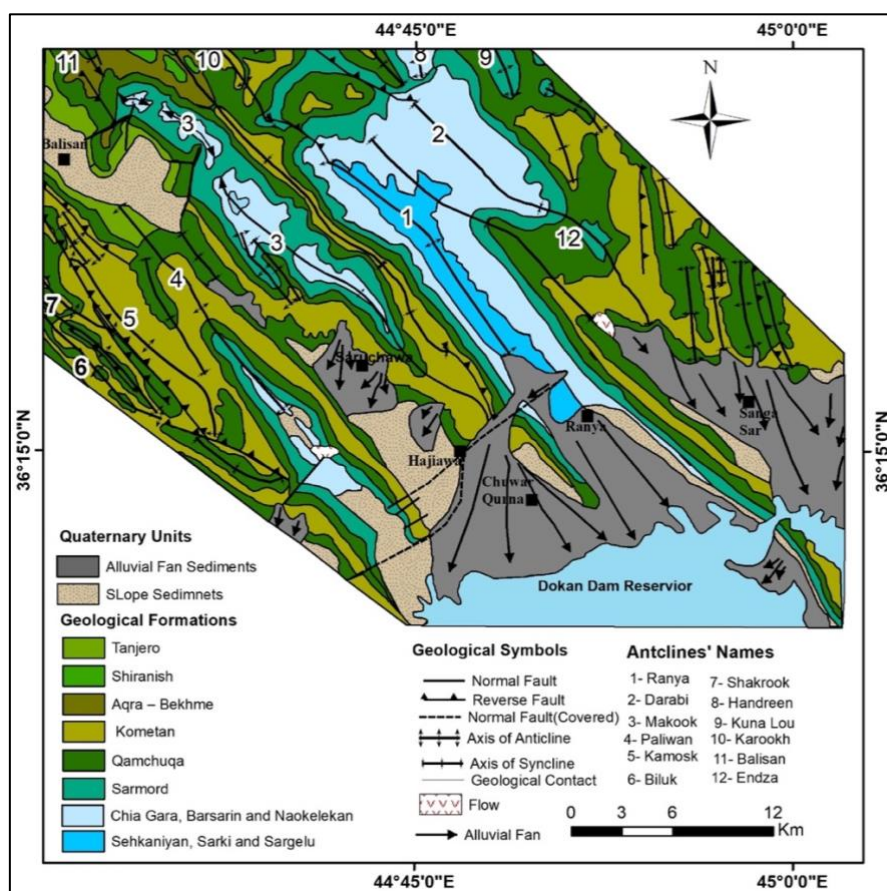 44°45'0"E 45°0'0"E
11 10 8 9
N
2
3
Balisan
1
12
3
4
7
5
6
Saruchawa
Sanga
Sar
Ranya
36°15'0"N 36°15'0"N
Hajiawa
Chuwar
Qurna
Dokan Dam Reservior
Quaternary Units
Alluvial Fan Sediments
SLope Sedimnets
Geological Formations
Tanjero
Shiranish
Aqra – Bekhme
Kometan
Qamchuqa
Sarmord
Chia Gara, Barsarin and Naokelekan
Sehkaniyan, Sarki and Sargelu
Geological Symbols
Normal Fault
Reverse Fault
Normal Fault(Covered)
Axis of Anticline
Axis of Syncline
Geological Contact
Flow
Alluvial Fan
Antclines' Names
1- Ranya
2- Darabi
3- Makook
4- Paliwan
5- Kamosk
6- Biluk
7- Shakrook
8- Handreen
9- Kuna Lou
10- Karookh
11- Balisan
12- Endza
0 3 6 12
Km
44°45'0"E 45°0'0"E